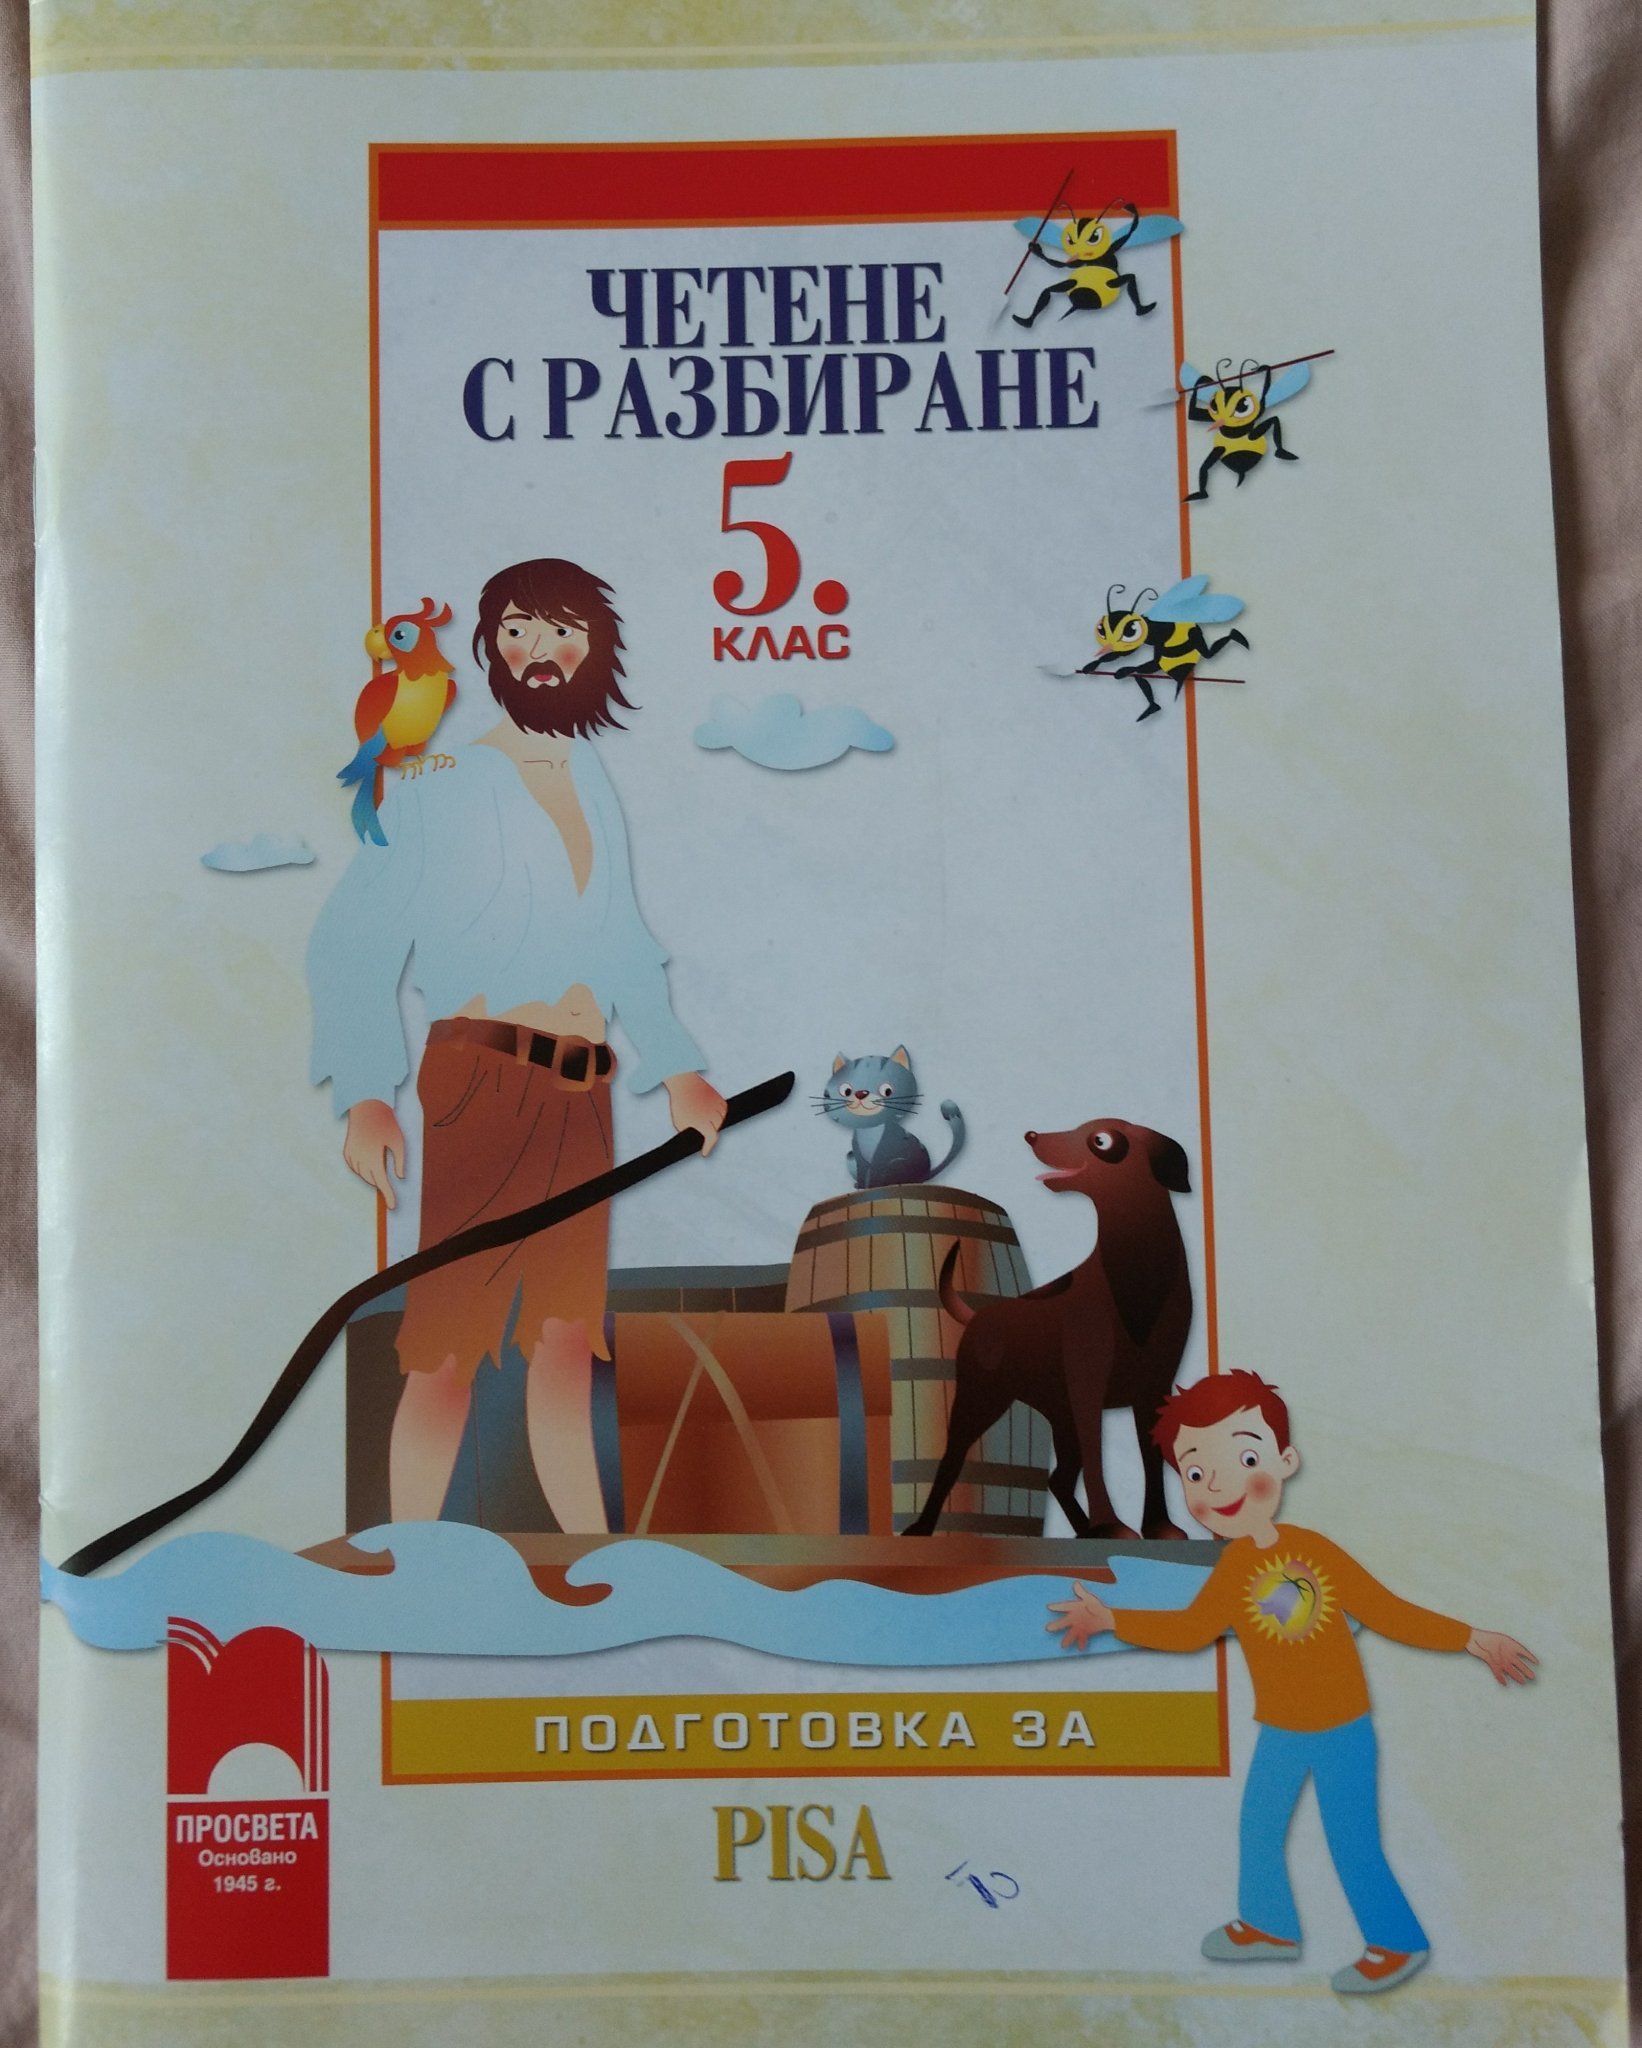 ЧЕТЕНЕ
С РАЗБИРАНЕ
5.
КЛАС
ПОДГОТОВКА ЗА
PISA
ПРОСВЕТА
Основано
1945 г.